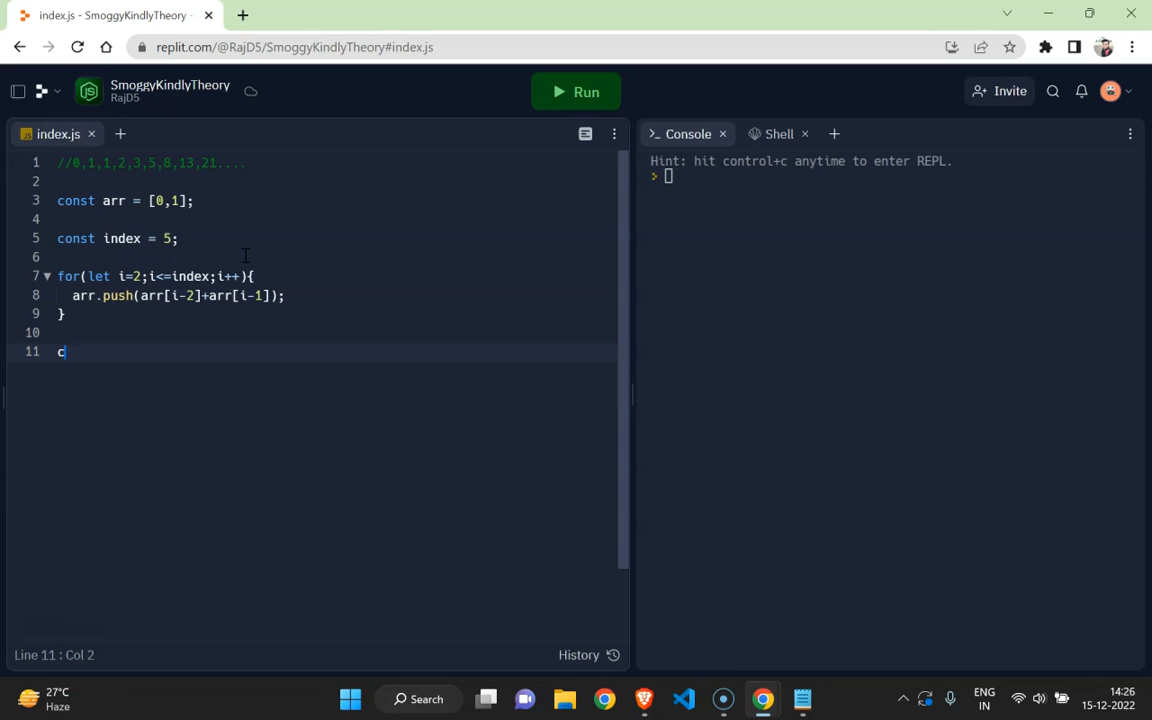 index.js - SmoggyKindlyTheory -
replit.com/@RajD5/SmoggyKindlyTheory#index.js
SmoggyKindlyTheory
RajD5
Run
Invite
index.js
1 //0,1,1,2,3,5,8,13,21....
2
3 const arr = [0,1];
4
5 const index = 5;
6
7 for(let i=2;i<=index;i++){
8 arr.push(arr[i-2]+arr[i-1]);
9 }
10
11 c
Line 11 : Col 2
History
>_ Console
Shell
Hint: hit control+c anytime to enter REPL.
>
27°C
Haze
Search
ENG
IN
14:26
15-12-2022